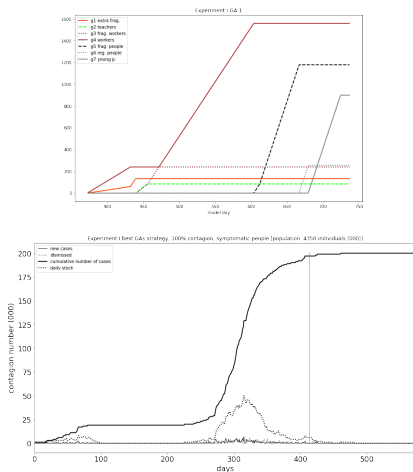 Experiment I GA 1
g1 extra frag.
g2 teachers
g3 frag. workers
g4 workers
g5 frag. people
g6 reg. people
g7 young p.
1600
1400
1200
1000
800
600
400
200
0
400 450 500 550 600 650 700 750
model day
Experiment I best GAs strategy, 100% contagion, symptomatic people [population: 4350 individuals (000)]
new cases
dismissed
cumulative number of cases
daily stock
200
175
150
125
100
75
50
25
0
contagion number (000)
0 100 200 300 400 500
days